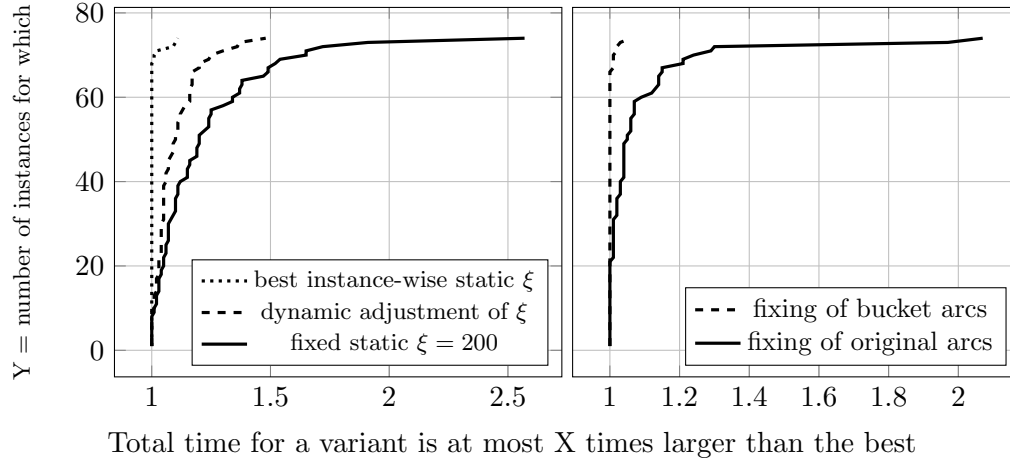 Y = number of instances for which
80
60
40
20
0
best instance-wise static ξ
dynamic adjustment of ξ
fixed static ξ = 200
1
1.5
2
2.5
fixing of bucket arcs
fixing of original arcs
1
1.2
1.4
1.6
1.8
2
Total time for a variant is at most X times larger than the best